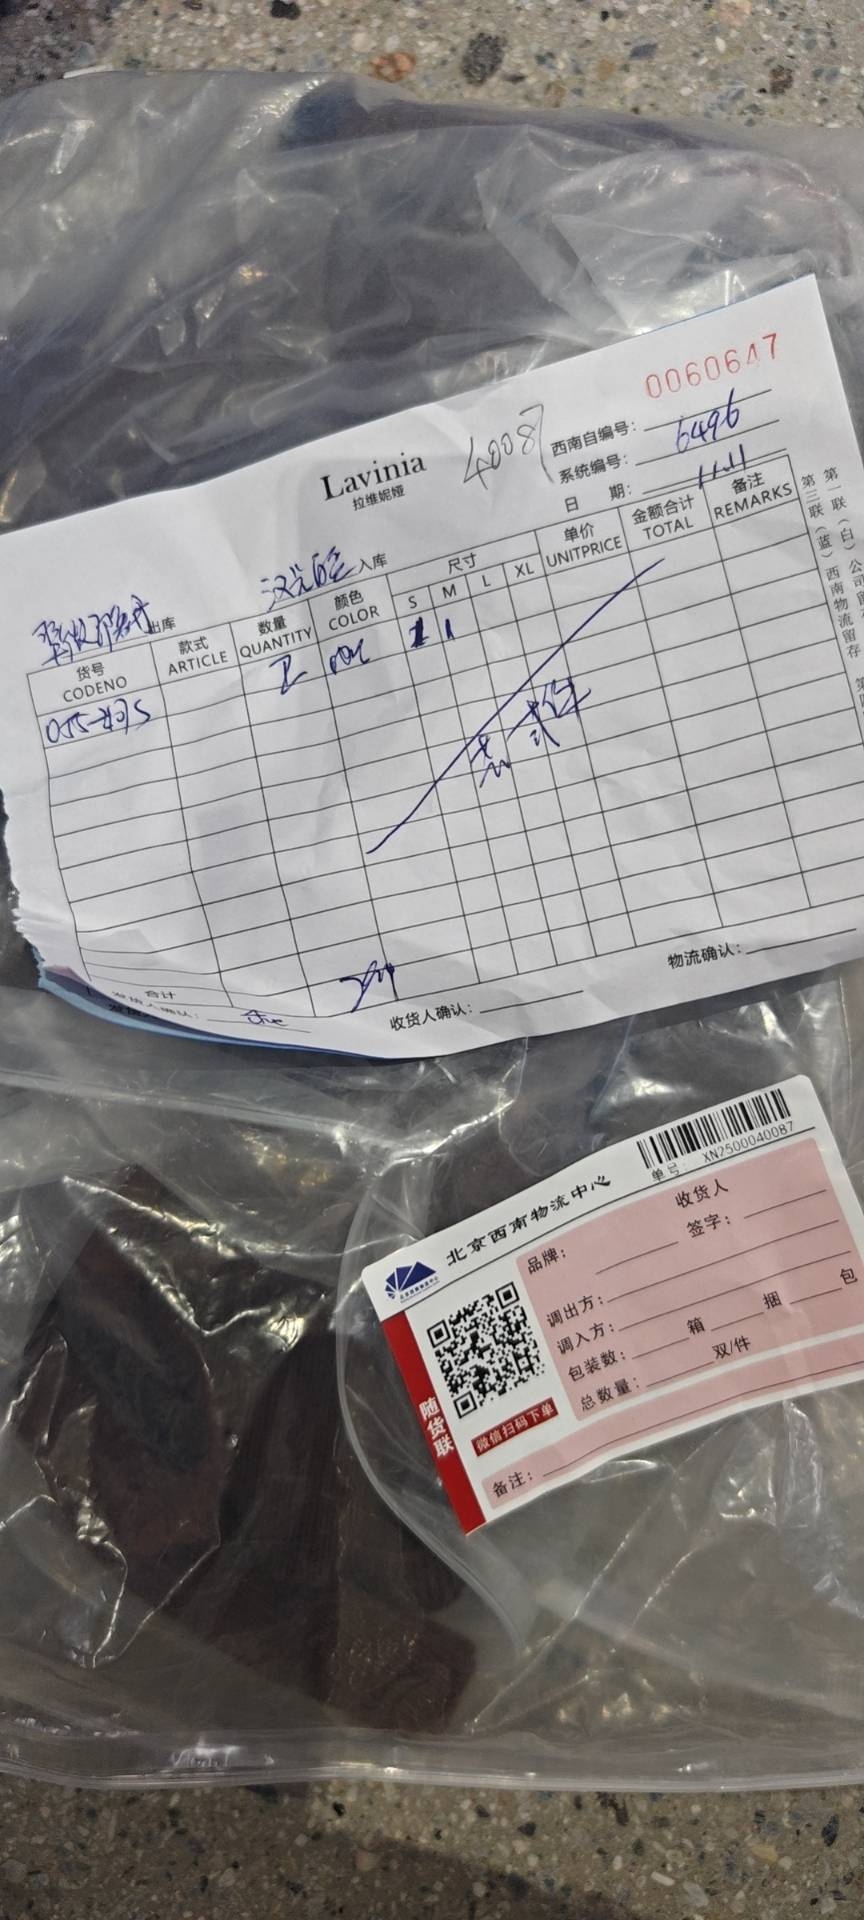 0060647
Lavinia
拉维妮娅
40087
西南自编号：
系统编号： 6496
日 期： 11.11
出库
入库
货号 CODENO
款式 ARTICLE
数量 QUANTITY
颜色 COLOR
尺寸
S M L XL
单价 UNITPRICE
金额合计 TOTAL
备注 REMARKS
1
共 贰件
合计
收货人确认：
物流确认：
第一联（白）公司留
第三联（蓝）西南物流留存
单号： XN2500040087
北京西南物流中心
收货人
品牌： 签字：
调出方：
调入方：
包装数： 箱 捆 包
总数量： 双/件
随货联
微信扫码下单
备注：